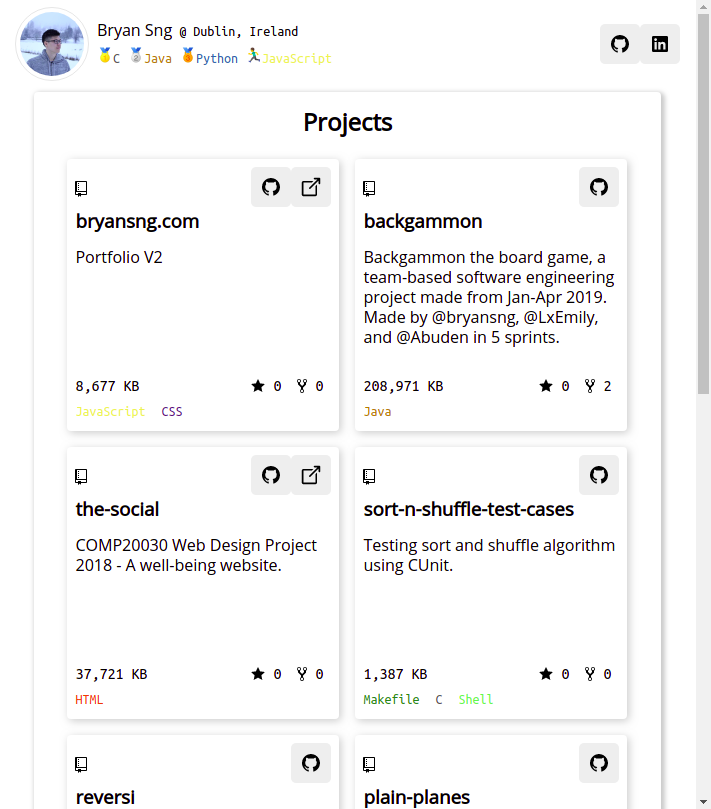 Bryan Sng @ Dublin, Ireland
C Java Python JavaScript
Projects
bryansng.com
Portfolio V2
8,677 KB 0 0
JavaScript CSS
backgammon
Backgammon the board game, a
team-based software engineering
project made from Jan-Apr 2019.
Made by @bryansng, @LxEmily,
and @Abuden in 5 sprints.
208,971 KB 0 2
Java
the-social
COMP20030 Web Design Project
2018 - A well-being website.
37,721 KB 0 0
HTML
sort-n-shuffle-test-cases
Testing sort and shuffle algorithm
using CUnit.
1,387 KB 0 0
Makefile C Shell
reversi
plain-planes